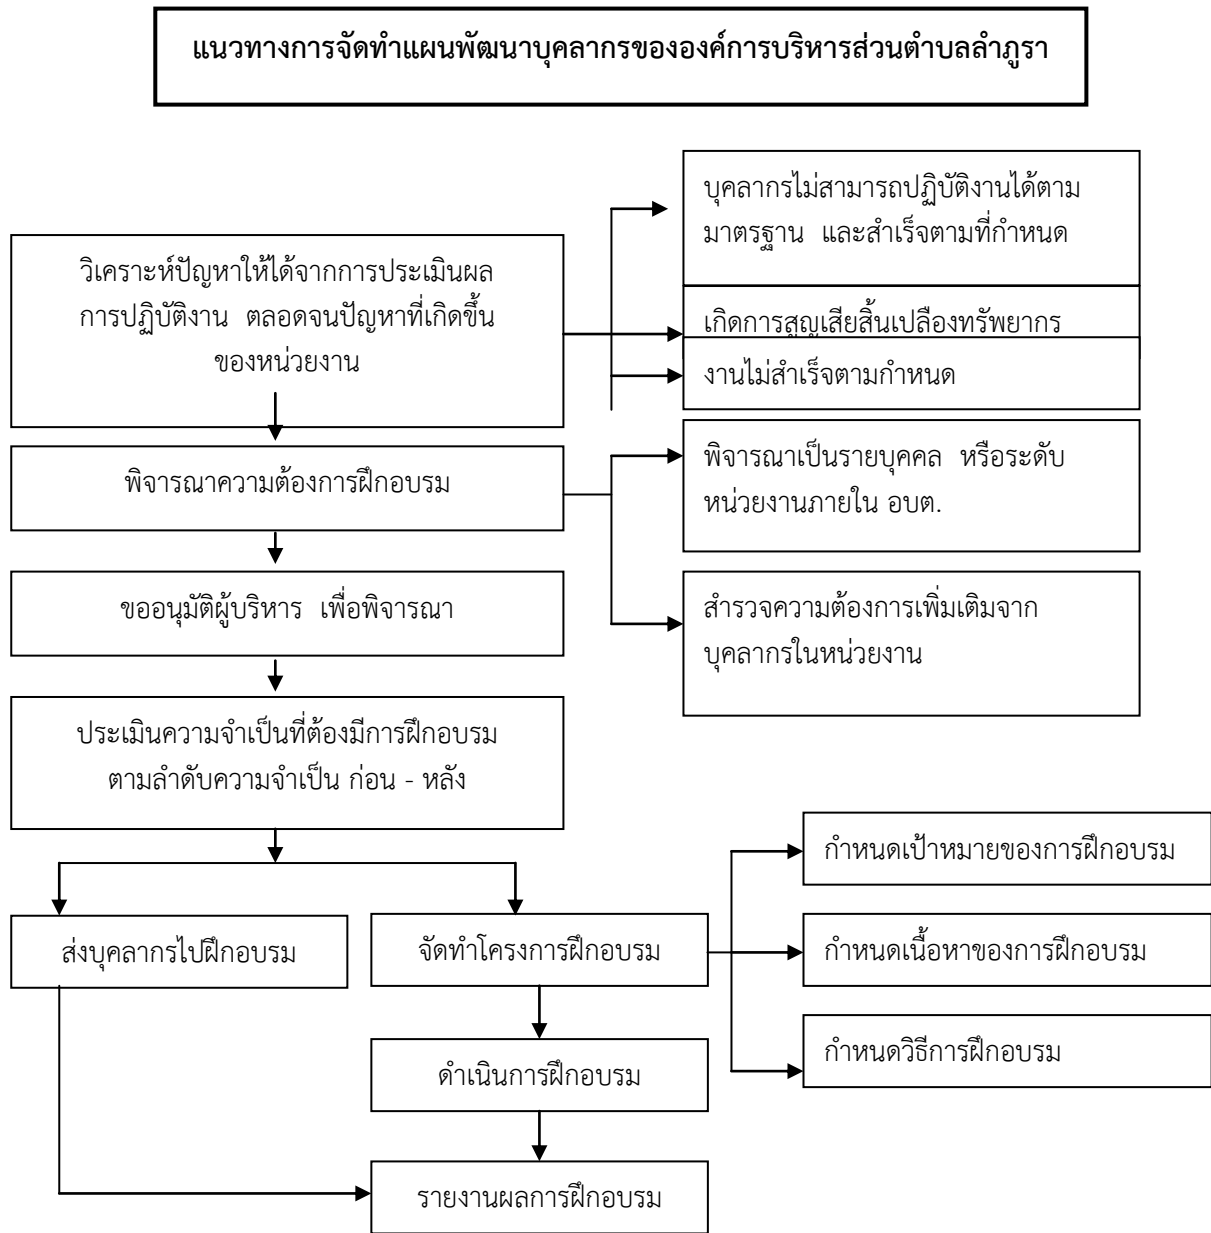 แนวทางการจัดทำแผนพัฒนาบุคลากรขององค์การบริหารส่วนตำบลลำภูรา
บุคลากรไม่สามารถปฏิบัติงานได้ตาม
มาตรฐาน และสำเร็จตามที่กำหนด
วิเคราะห์ปัญหาให้ได้จากการประเมินผล
การปฏิบัติงาน ตลอดจนปัญหาที่เกิดขึ้น
ของหน่วยงาน
เกิดการสูญเสียสิ้นเปลืองทรัพยากร
งานไม่สำเร็จตามกำหนด
พิจารณาความต้องการฝึกอบรม
พิจารณาเป็นรายบุคคล หรือระดับ
หน่วยงานภายใน อบต.
ขออนุมัติผู้บริหาร เพื่อพิจารณา
สำรวจความต้องการเพิ่มเติมจาก
บุคลากรในหน่วยงาน
ประเมินความจำเป็นที่ต้องมีการฝึกอบรม
ตามลำดับความจำเป็น ก่อน - หลัง
กำหนดเป้าหมายของการฝึกอบรม
ส่งบุคลากรไปฝึกอบรม
จัดทำโครงการฝึกอบรม
กำหนดเนื้อหาของการฝึกอบรม
กำหนดวิธีการฝึกอบรม
ดำเนินการฝึกอบรม
รายงานผลการฝึกอบรม